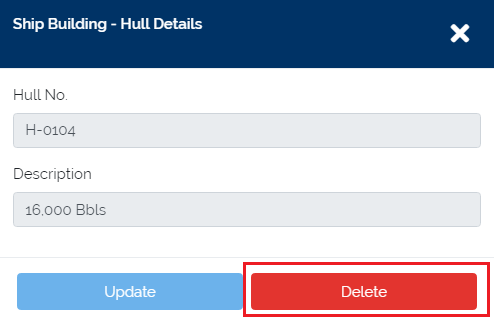 Ship Building - Hull Details
Hull No.
H-0104
Description
16,000 Bbls
Update
Delete